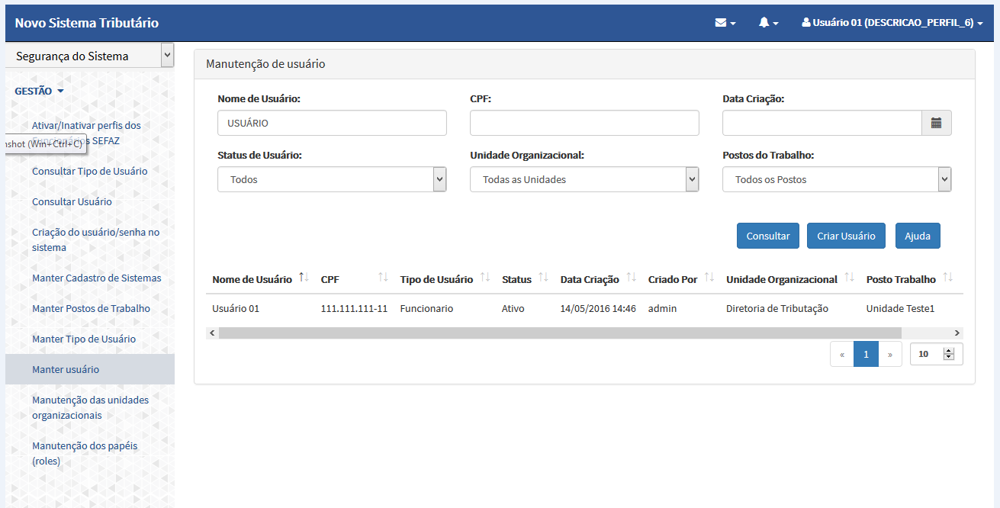 Novo Sistema Tributário
Usuário 01 (DESCRICAO_PERFIL_6)
Segurança do Sistema
GESTÃO
Ativar/Inativar perfis dos
SEFAZ
nshot (Win+Ctrl+C)
Consultar Tipo de Usuário
Consultar Usuário
Criação do usuário/senha no
sistema
Manter Cadastro de Sistemas
Manter Postos de Trabalho
Manter Tipo de Usuário
Manter usuário
Manutenção das unidades
organizacionais
Manutenção dos papéis
(roles)
Manutenção de usuário
Nome de Usuário: CPF: Data Criação:
USUÁRIO
Status de Usuário: Unidade Organizacional: Postos do Trabalho:
Todos Todas as Unidades Todos os Postos
Consultar Criar Usuário Ajuda
Nome de Usuário CPF Tipo de Usuário Status Data Criação Criado Por Unidade Organizacional Posto Trabalho
Usuário 01 111.111.111-11 Funcionario Ativo 14/05/2016 14:46 admin Diretoria de Tributação Unidade Teste1
« 1 » 10